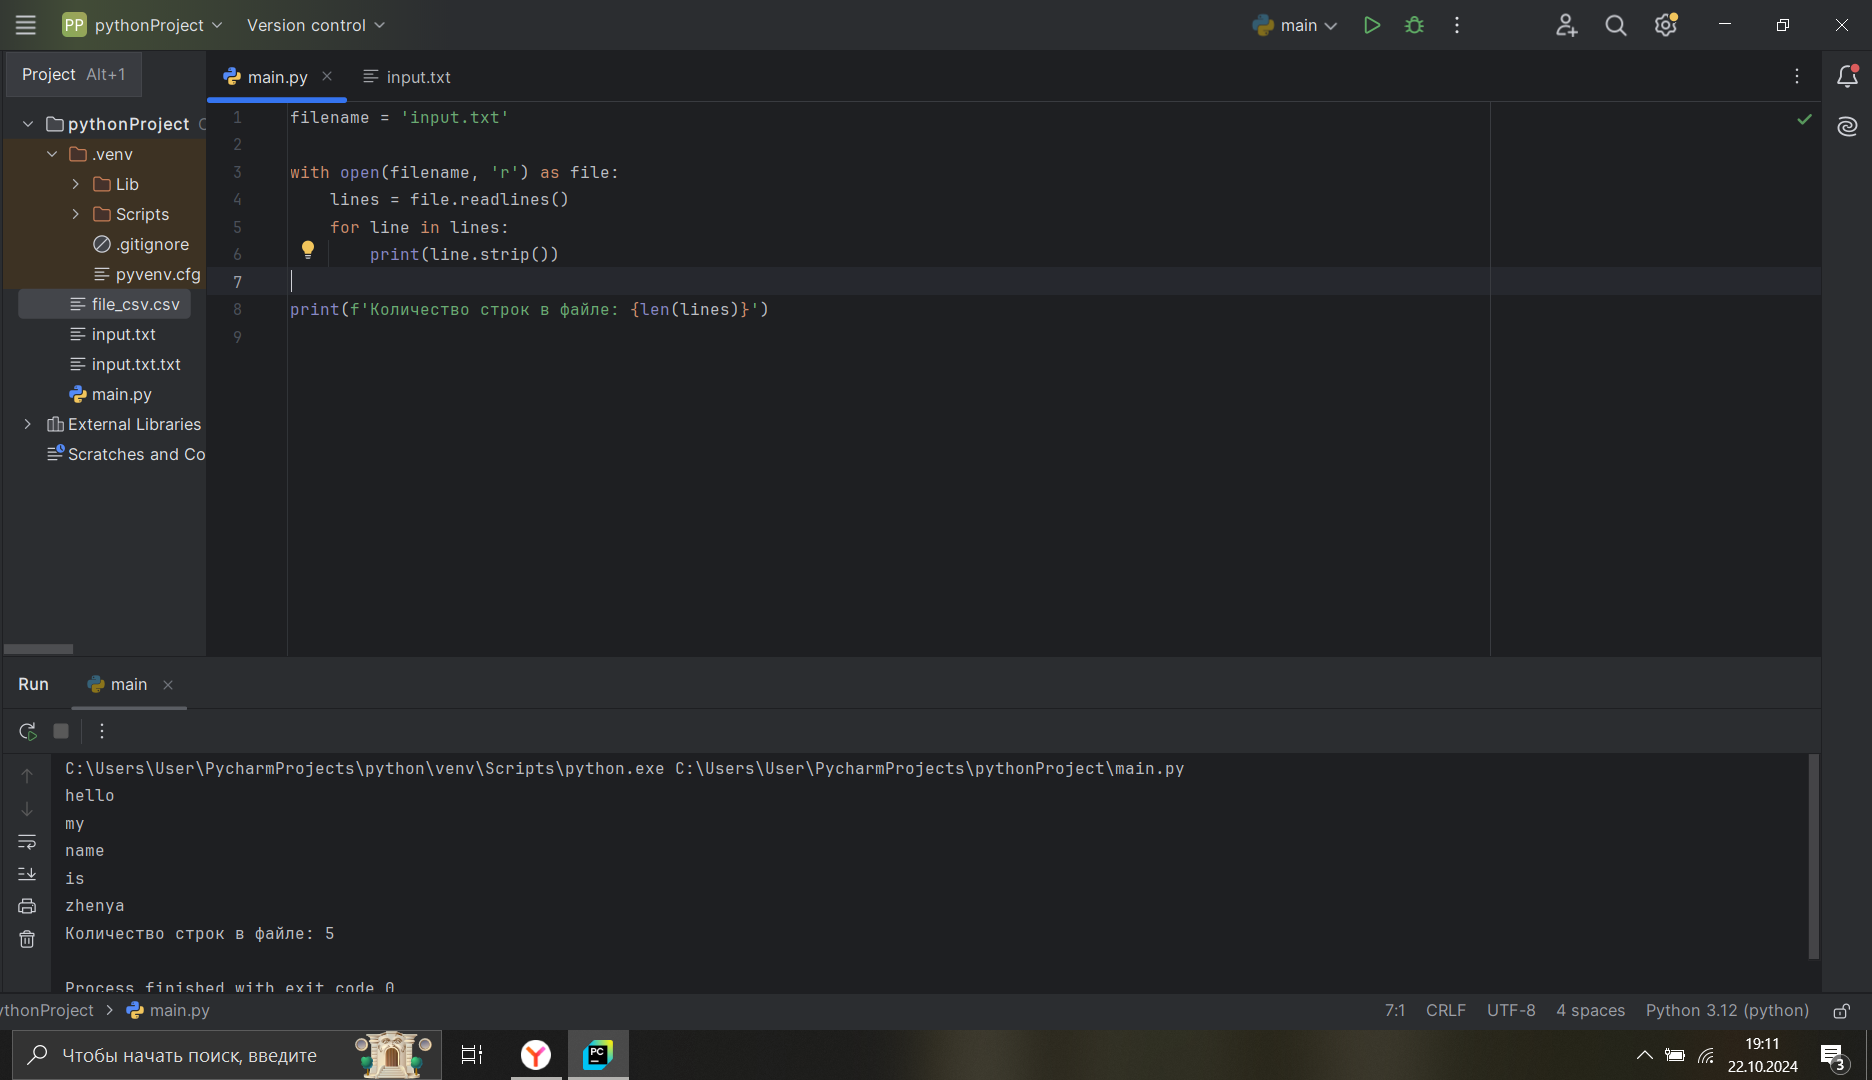 PP pythonProject Version control main
Project Alt+1
main.py input.txt
pythonProject
.venv
Lib
Scripts
.gitignore
pyvenv.cfg
file_csv.csv
input.txt
input.txt.txt
main.py
External Libraries
Scratches and Co
1 filename = 'input.txt'
2
3 with open(filename, 'r') as file:
4 lines = file.readlines()
5 for line in lines:
6 print(line.strip())
7
8 print(f'Количество строк в файле: {len(lines)}')
9
Run main
C:\Users\User\PycharmProjects\python\venv\Scripts\python.exe C:\Users\User\PycharmProjects\pythonProject\main.py
hello
my
name
is
zhenya
Количество строк в файле: 5
Process finished with exit code 0
ythonProject main.py 7:1 CRLF UTF-8 4 spaces Python 3.12 (python)
Чтобы начать поиск, введите
PC
19:11
22.10.2024
3